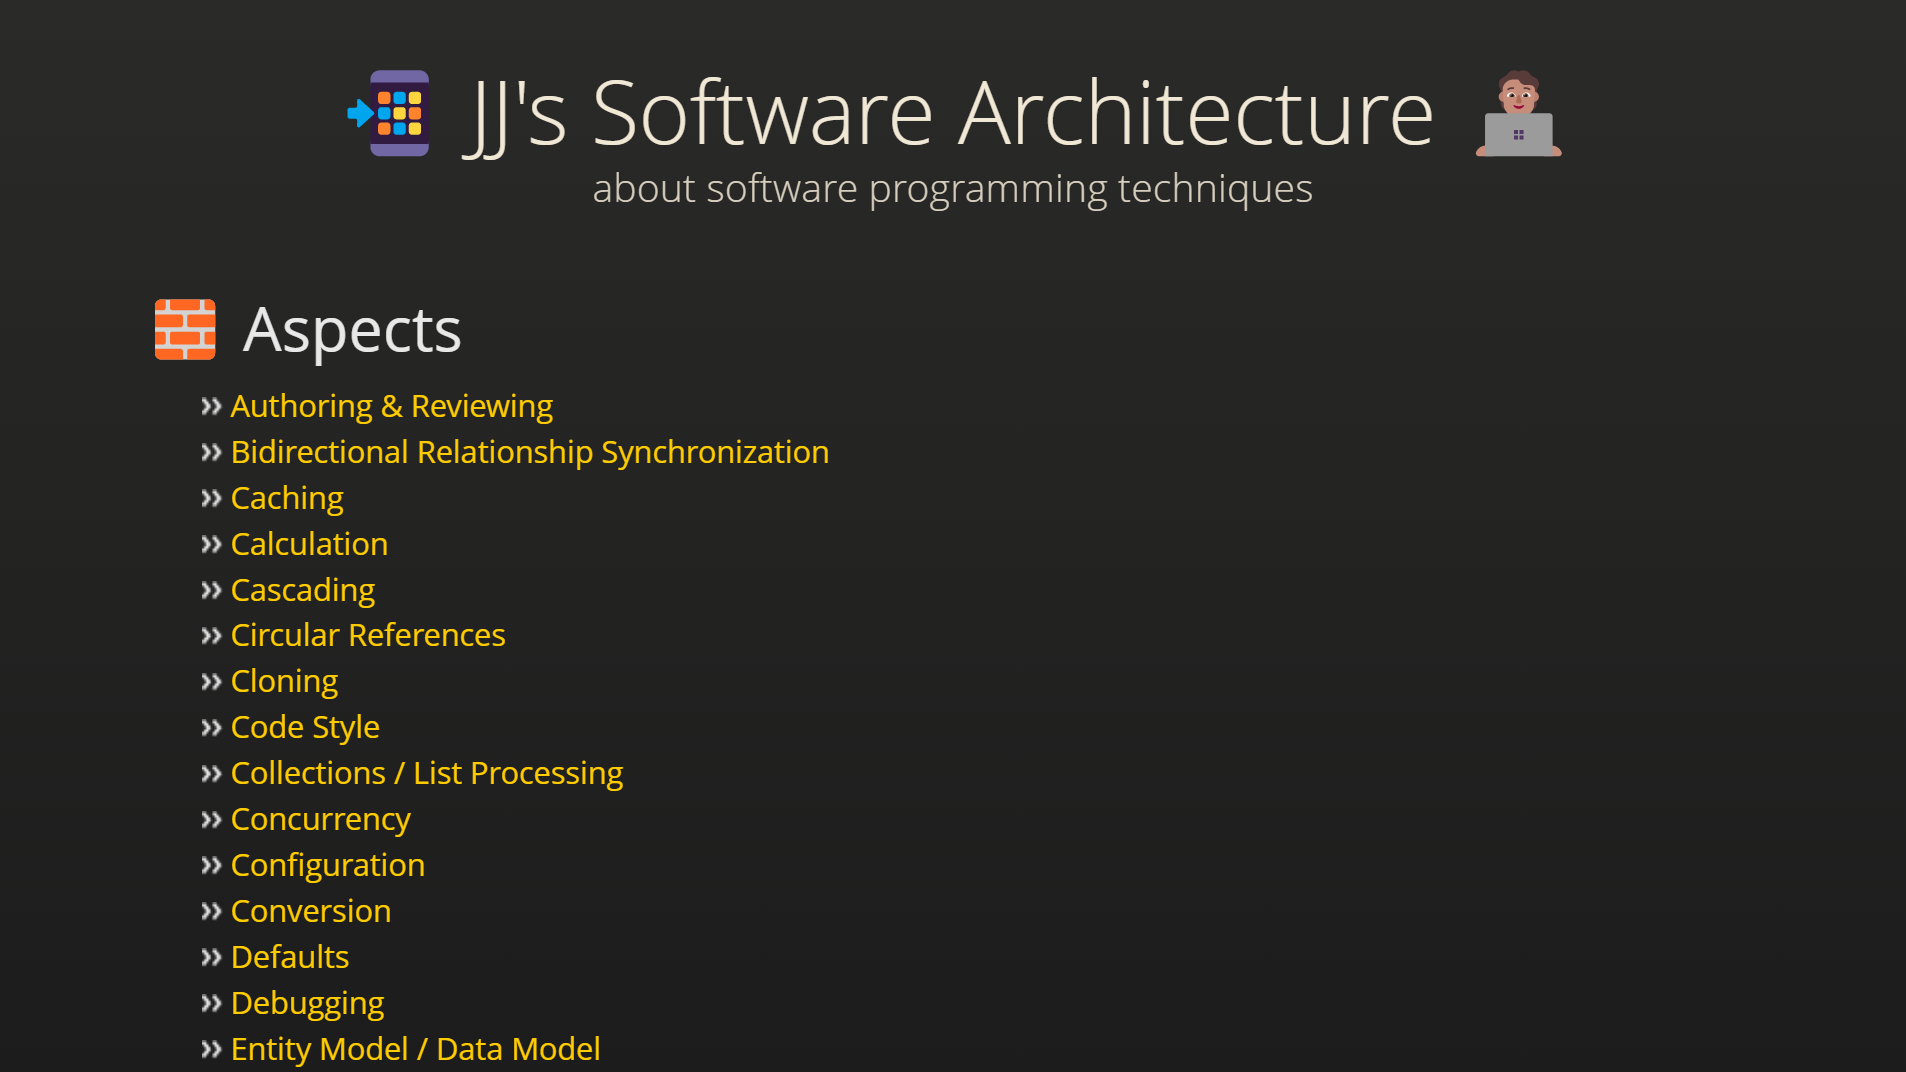 JJ's Software Architecture
about software programming techniques
Aspects
Authoring & Reviewing
Bidirectional Relationship Synchronization
Caching
Calculation
Cascading
Circular References
Cloning
Code Style
Collections / List Processing
Concurrency
Configuration
Conversion
Defaults
Debugging
Entity Model / Data Model